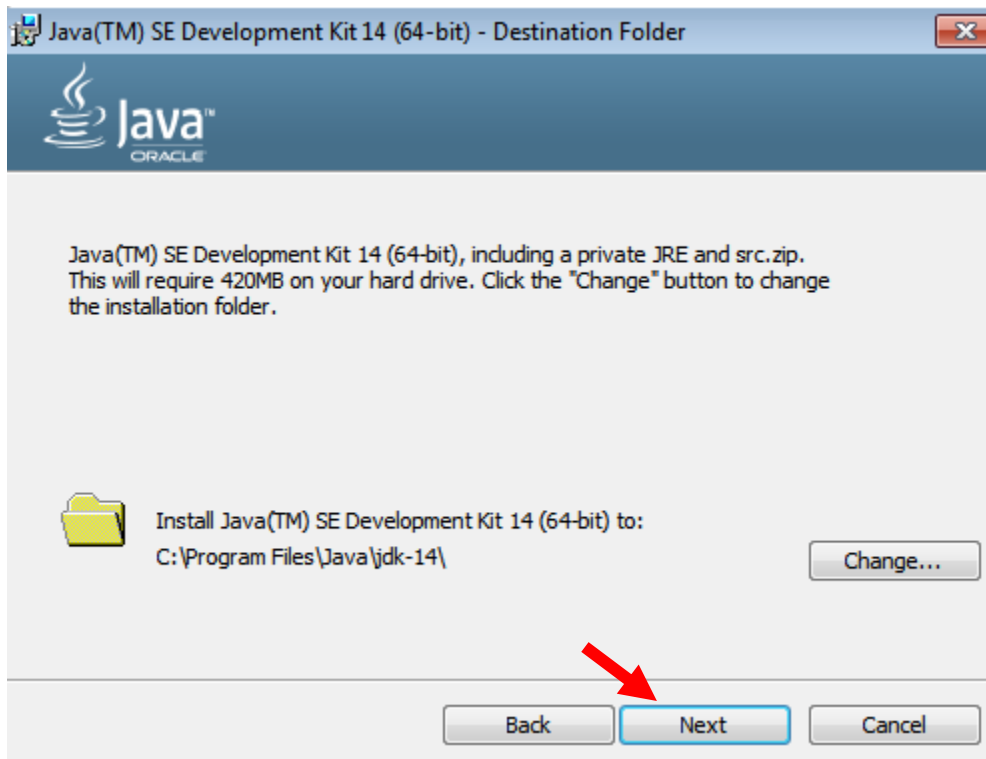 Java(TM) SE Development Kit 14 (64-bit) - Destination Folder
Java™
ORACLE
Java(TM) SE Development Kit 14 (64-bit), including a private JRE and src.zip.
This will require 420MB on your hard drive. Click the "Change" button to change
the installation folder.
Install Java(TM) SE Development Kit 14 (64-bit) to:
C:\Program Files\Java\jdk-14\
Change...
Back
Next
Cancel